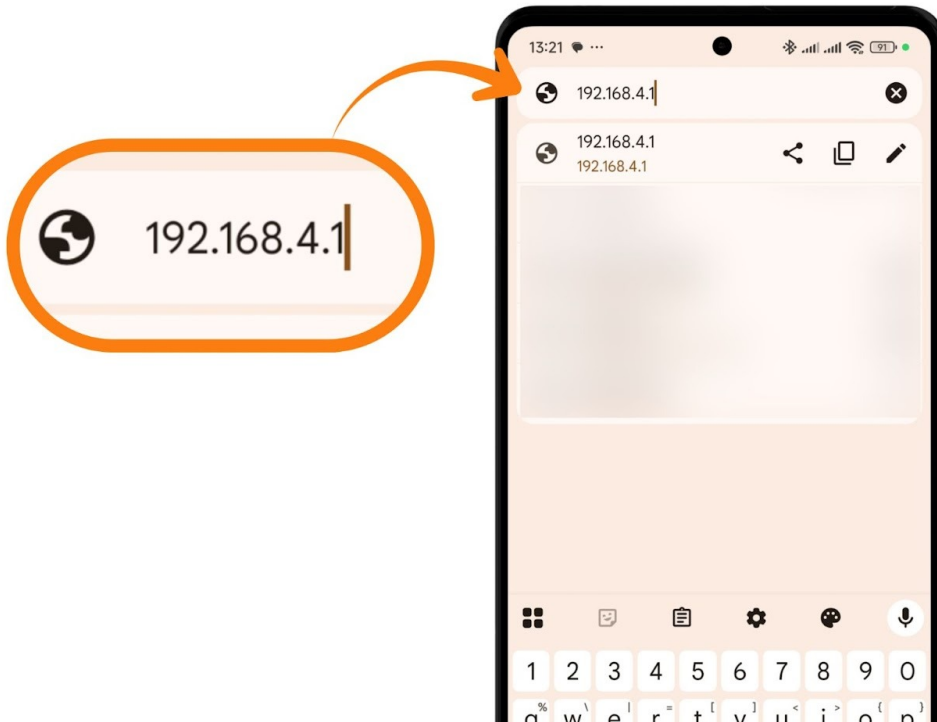 192.168.4.1
13:21
91
192.168.4.1
192.168.4.1
192.168.4.1
1 2 3 4 5 6 7 8 9 0
% \ | = [ ] < > { }
q w e r t y u i o p